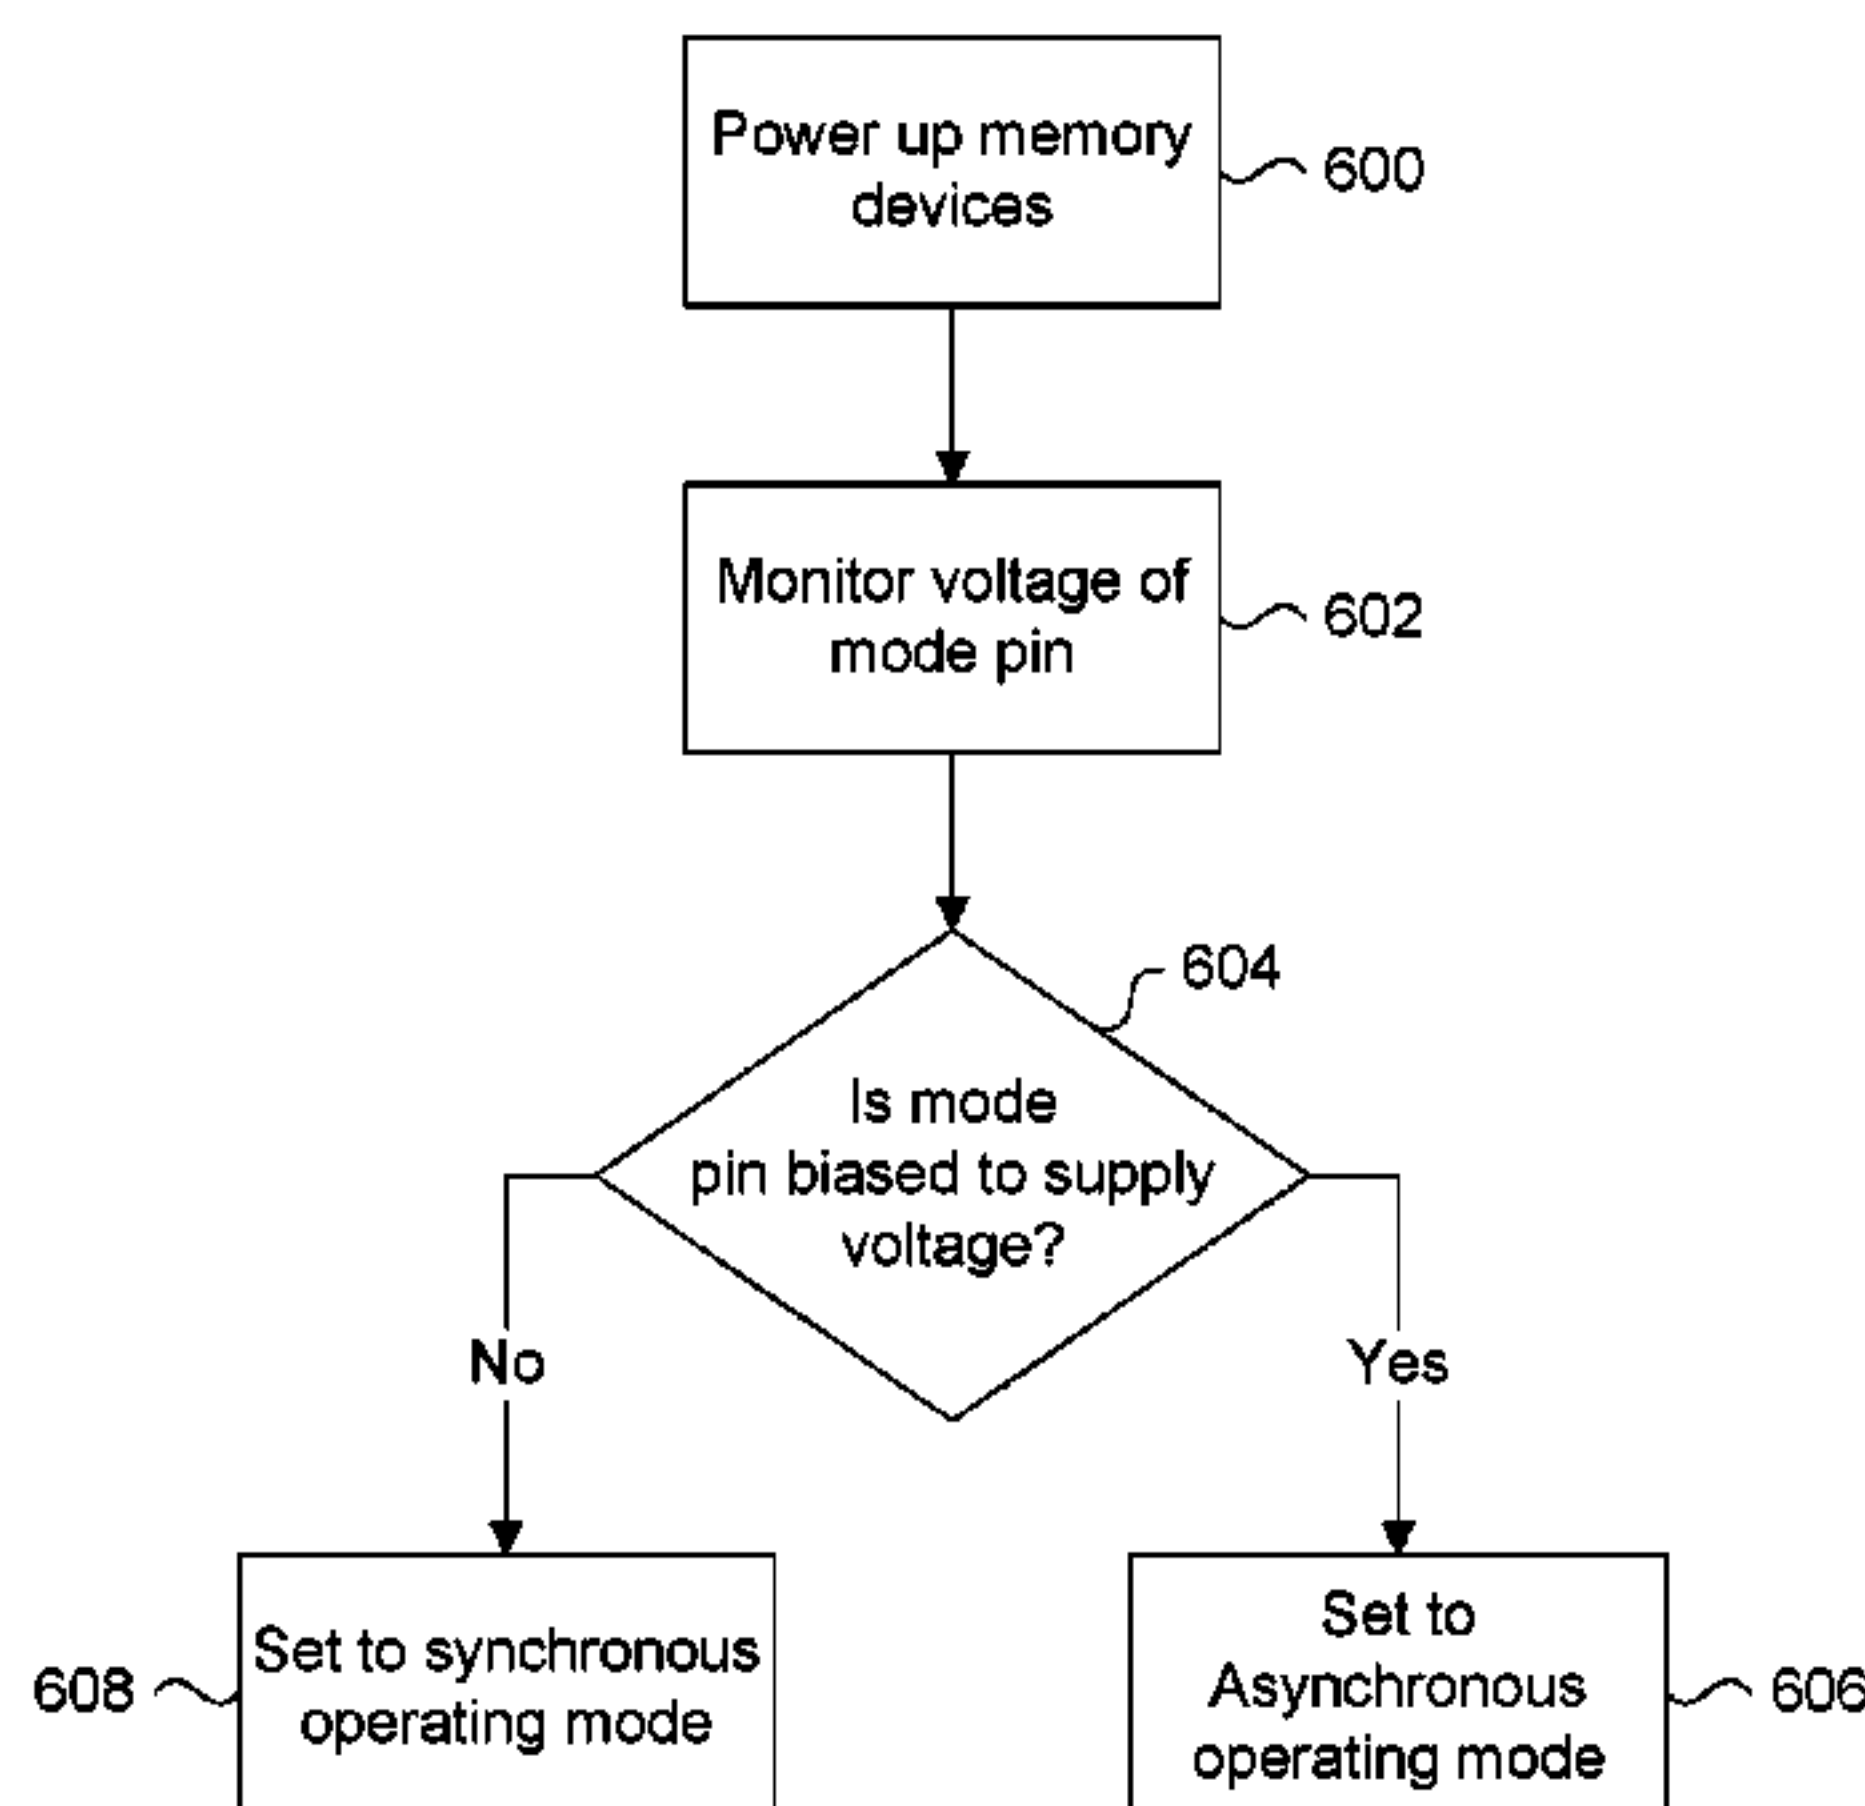 Power up memory
devices
600
Monitor voltage of
mode pin
602
604
Is mode
pin biased to supply
voltage?
No
Yes
608
Set to synchronous
operating mode
Set to
Asynchronous
operating mode
606